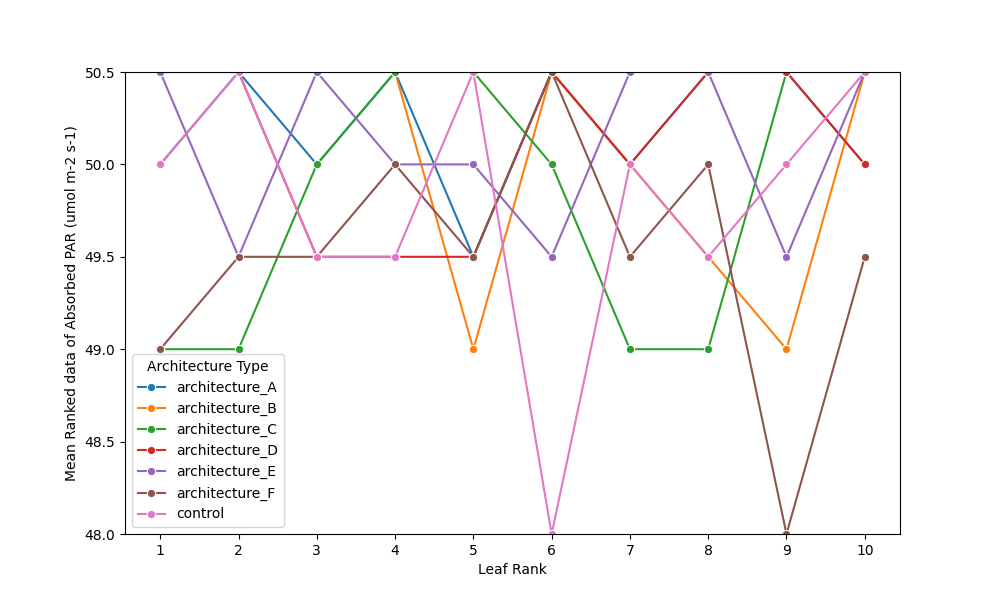 50.5
50.0
49.5
49.0
48.5
48.0
Mean Ranked data of Absorbed PAR (umol m-2 s-1)
Architecture Type
architecture_A
architecture_B
architecture_C
architecture_D
architecture_E
architecture_F
control
1 2 3 4 5 6 7 8 9 10
Leaf Rank